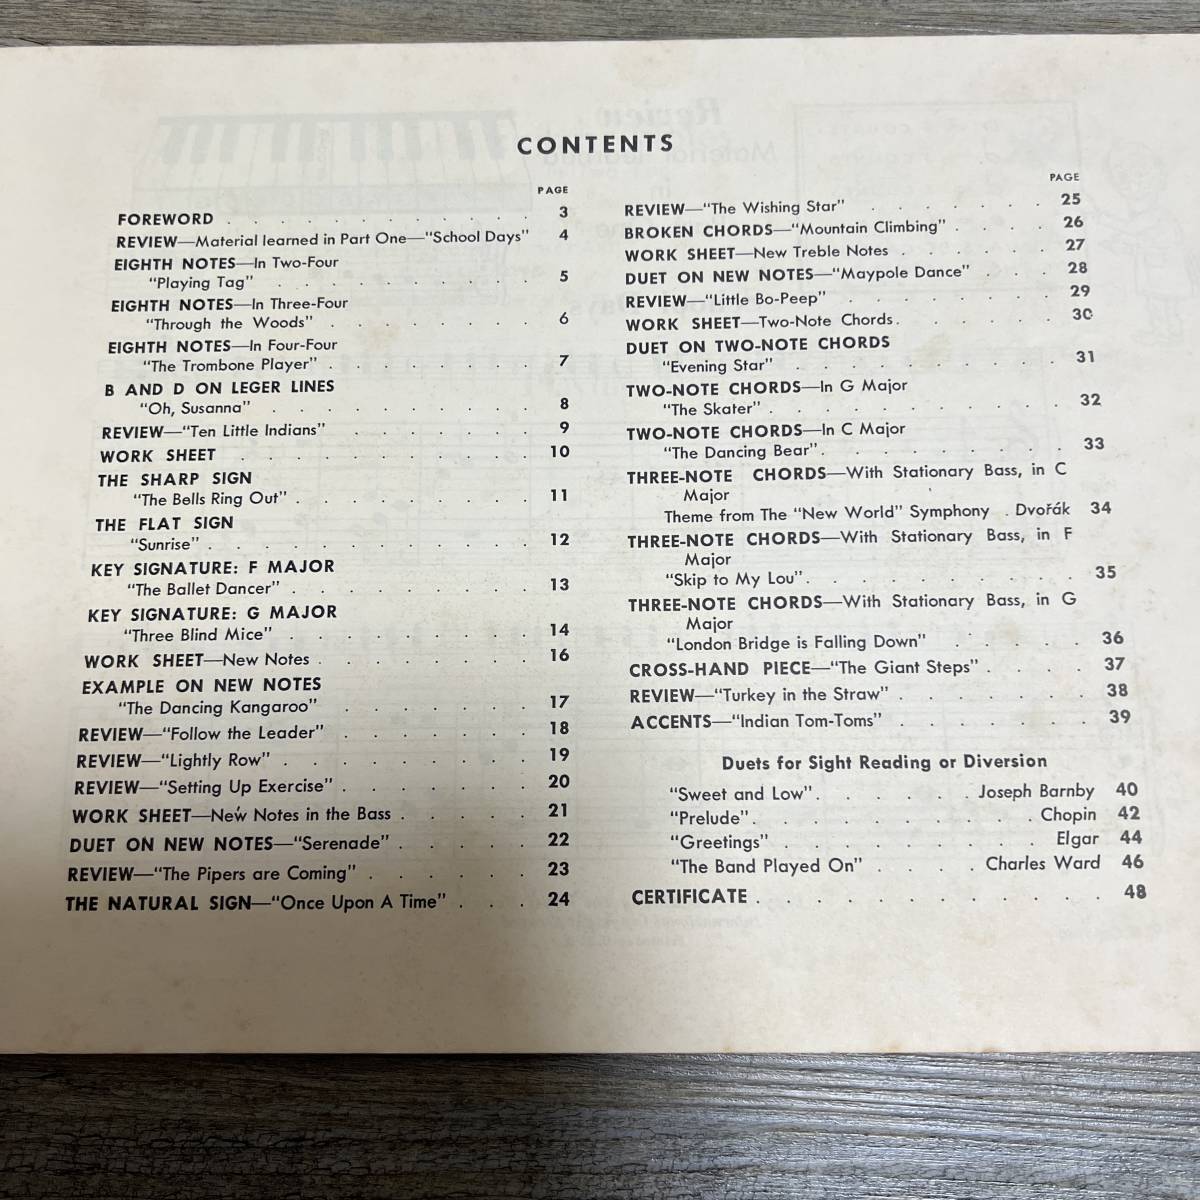 CONTENTS
PAGE
FOREWORD . . . . . . . . . . . . . 3
REVIEW—Material learned in Part One—"School Days" 4
EIGHTH NOTES—In Two-Four
"Playing Tag" . . . . . . . . . . . 5
EIGHTH NOTES—In Three-Four
"Through the Woods" . . . . . . . . 6
EIGHTH NOTES—In Four-Four
"The Trombone Player" . . . . . . . . 7
B AND D ON LEGER LINES
"Oh, Susanna" . . . . . . . . . . 8
REVIEW—"Ten Little Indians" . . . . . . . 9
WORK SHEET . . . . . . . . . . . 10
THE SHARP SIGN
"The Bells Ring Out" . . . . . . . . . 11
THE FLAT SIGN
"Sunrise" . . . . . . . . . . . . 12
KEY SIGNATURE: F MAJOR
"The Ballet Dancer" . . . . . . . . . 13
KEY SIGNATURE: G MAJOR
"Three Blind Mice" . . . . . . . . . 14
WORK SHEET—New Notes . . . . . . . . 16
EXAMPLE ON NEW NOTES
"The Dancing Kangaroo" . . . . . . . 17
REVIEW—"Follow the Leader" . . . . . . . 18
REVIEW—"Lightly Row" . . . . . . . . . 19
REVIEW—"Setting Up Exercise" . . . . . . . 20
WORK SHEET—New Notes in the Bass . . . . . 21
DUET ON NEW NOTES—"Serenade" . . . . . 22
REVIEW—"The Pipers are Coming" . . . . . . 23
THE NATURAL SIGN—"Once Upon A Time" . . . 24
PAGE
REVIEW—"The Wishing Star" . . . . . . . 25
BROKEN CHORDS—"Mountain Climbing" . . . . 26
WORK SHEET—New Treble Notes . . . . . . 27
DUET ON NEW NOTES—"Maypole Dance" . . . 28
REVIEW—"Little Bo-Peep" . . . . . . . . 29
WORK SHEET—Two-Note Chords. . . . . . . 30
DUET ON TWO-NOTE CHORDS
"Evening Star" . . . . . . . . . . 31
TWO-NOTE CHORDS—In G Major
"The Skater" . . . . . . . . . . . 32
TWO-NOTE CHORDS—In C Major
"The Dancing Bear". . . . . . . . . 33
THREE-NOTE CHORDS—With Stationary Bass, in C
Major
Theme from The "New World" Symphony . Dvořák 34
THREE-NOTE CHORDS—With Stationary Bass, in F
Major
"Skip to My Lou". . . . . . . . . . 35
THREE-NOTE CHORDS—With Stationary Bass, in G
Major
"London Bridge is Falling Down" . . . . . 36
CROSS-HAND PIECE—"The Giant Steps" . . . . 37
REVIEW—"Turkey in the Straw" . . . . . . . 38
ACCENTS—"Indian Tom-Toms" . . . . . . . 39
Duets for Sight Reading or Diversion
"Sweet and Low". . . . . . Joseph Barnby 40
"Prelude". . . . . . . . . . Chopin 42
"Greetings" . . . . . . . . . . Elgar 44
"The Band Played On" . . . . Charles Ward 46
CERTIFICATE . . . . . . . . . . . . 48